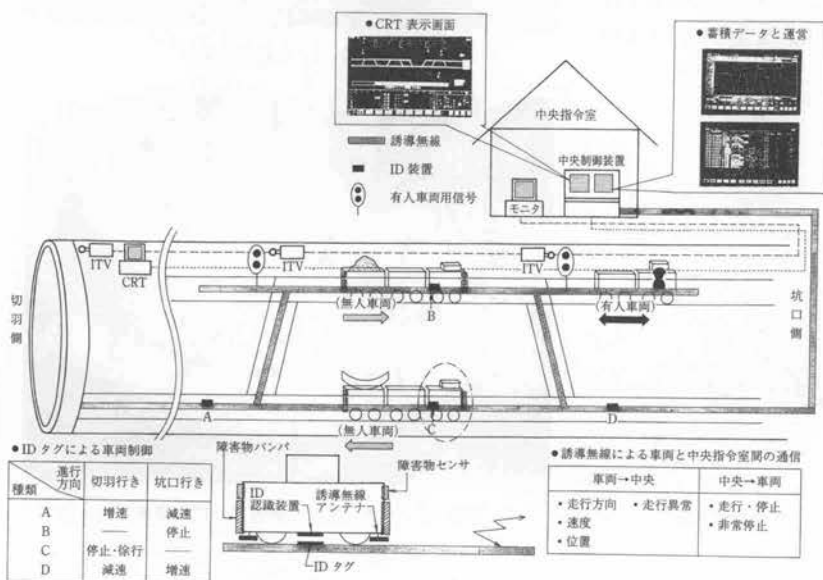 ●CRT 表示画面
●蓄積データと運営
中央指令室
中央制御装置
モニタ
誘導無線
ID 装置
有人車両用信号
ITV
CRT
ITV
ITV
切羽側
坑口側
(無人車両)
B
(有人車両)
A
(無人車両)
C
D
●ID タグによる車両制御
進行方向
種類
切羽行き
坑口行き
A 増速 減速
B —— 停止
C 停止・徐行 ——
D 減速 増速
障害物バンパ
障害物センサ
ID
認識装置
誘導無線
アンテナ
ID タグ
●誘導無線による車両と中央指令室間の通信
車両→中央
中央→車両
・走行方向 ・走行異常
・速度
・位置
・走行・停止
・非常停止